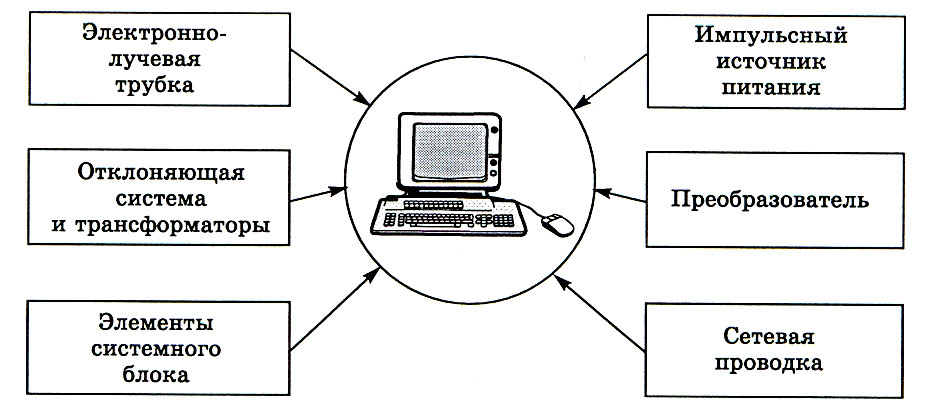 Электронно-
лучевая
трубка
Импульсный
источник
питания
Отклоняющая
система
и трансформаторы
Преобразователь
Элементы
системного
блока
Сетевая
проводка